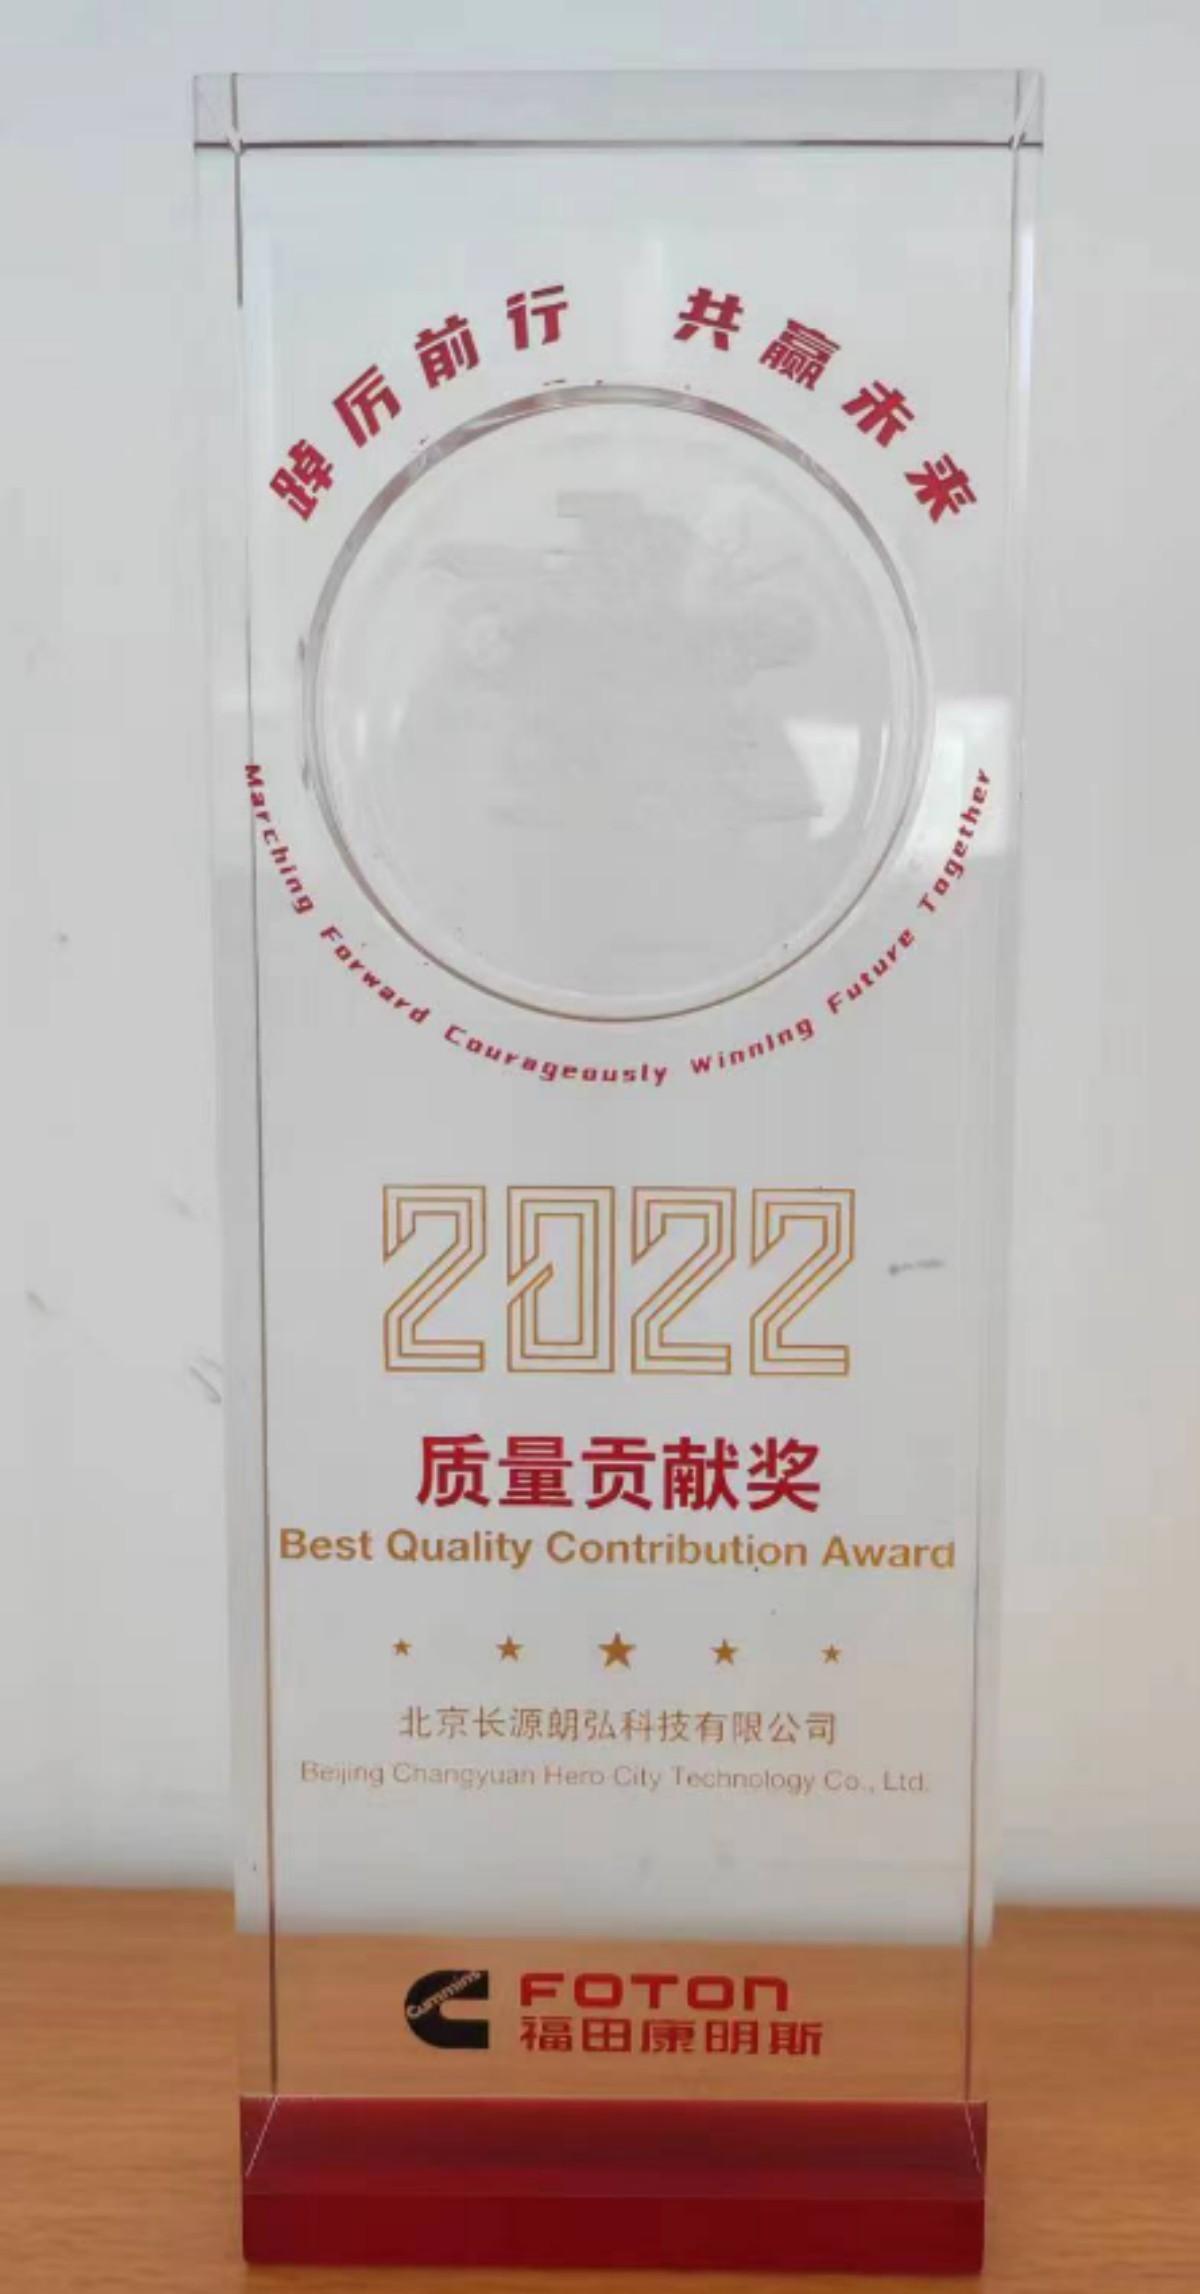 踔厉前行 共赢未来
Marching Forward Courageously Winning Future Together
2022
质量贡献奖
Best Quality Contribution Award
北京长源朗弘科技有限公司
Beijing Changyuan Hero City Technology Co., Ltd.
Cummins
FOTON
福田康明斯